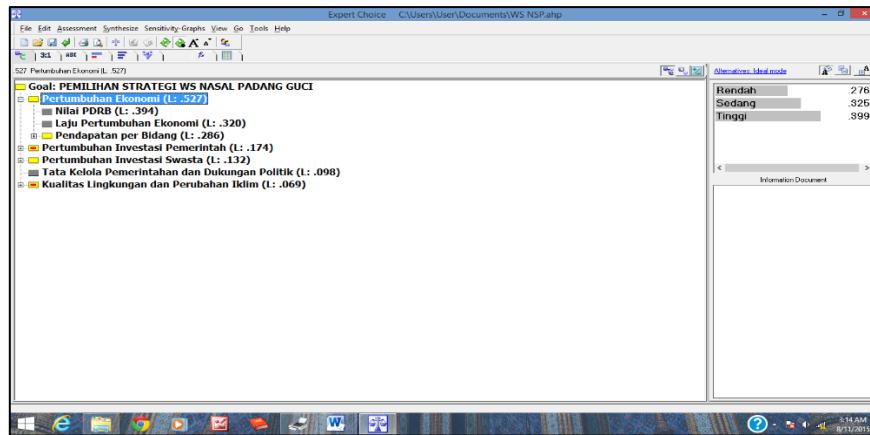 Expert Choice C:\Users\User\Documents\WS NSP.ahp
File Edit Assessment Synthesize Sensitivity-Graphs View Go Tools Help
3:1 ABC
527 Pertumbuhan Ekonomi (L: .527)
Alternatives: Ideal mode
Goal: PEMILIHAN STRATEGI WS NASAL PADANG GUCI
Pertumbuhan Ekonomi (L: .527)
Nilai PDRB (L: .394)
Laju Pertumbuhan Ekonomi (L: .320)
Pendapatan per Bidang (L: .286)
Pertumbuhan Investasi Pemerintah (L: .174)
Pertumbuhan Investasi Swasta (L: .132)
Tata Kelola Pemerintahan dan Dukungan Politik (L: .098)
Kualitas Lingkungan dan Perubahan Iklim (L: .069)
Rendah .276
Sedang .325
Tinggi .399
Information Document
3:14 AM
8/11/2015